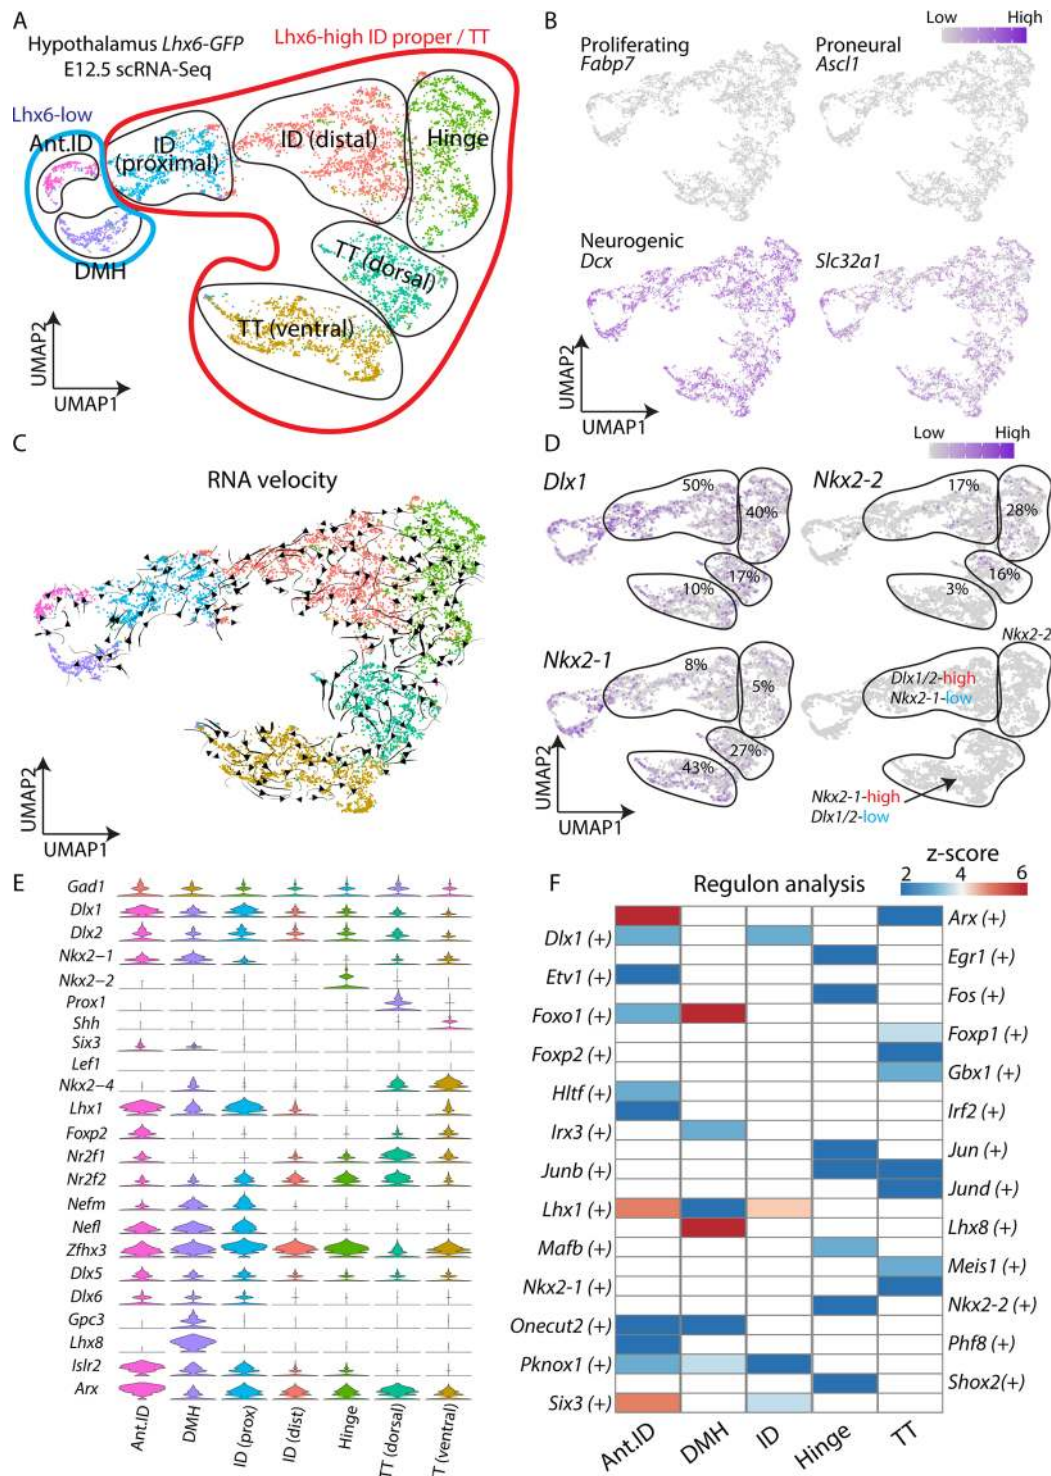 A
Hypothalamus Lhx6-GFP
E12.5 scRNA-Seq
Lhx6-high ID proper / TT
Lhx6-low
Ant.ID
ID
(proximal)
ID (distal)
Hinge
DMH
TT (dorsal)
TT (ventral)
UMAP2
UMAP1
B
Low High
Proliferating
Fabp7
Proneural
Ascl1
Neurogenic
Dcx
Slc32a1
UMAP2
UMAP1
C
RNA velocity
UMAP2
UMAP1
D
Low High
Dlx1
50%
40%
17%
10%
Nkx2-2
17%
28%
16%
3%
Nkx2-1
8%
5%
27%
43%
Nkx2-2
Dlx1/2-high
Nkx2-1-low
Nkx2-1-high
Dlx1/2-low
UMAP2
UMAP1
E
Gad1
Dlx1
Dlx2
Nkx2−1
Nkx2−2
Prox1
Shh
Six3
Lef1
Nkx2−4
Lhx1
Foxp2
Nr2f1
Nr2f2
Nefm
Nefl
Zfhx3
Dlx5
Dlx6
Gpc3
Lhx8
Islr2
Arx
Ant.ID
DMH
ID (prox)
ID (dist)
Hinge
TT (dorsal)
T (ventral)
F
Regulon analysis
z-score
2 4 6
Arx (+)
Dlx1 (+)
Egr1 (+)
Etv1 (+)
Fos (+)
Foxo1 (+)
Foxp1 (+)
Foxp2 (+)
Gbx1 (+)
Hltf (+)
Irf2 (+)
Irx3 (+)
Jun (+)
Junb (+)
Jund (+)
Lhx1 (+)
Lhx8 (+)
Mafb (+)
Meis1 (+)
Nkx2-1 (+)
Nkx2-2 (+)
Onecut2 (+)
Phf8 (+)
Pknox1 (+)
Shox2(+)
Six3 (+)
Ant.ID
DMH
ID
Hinge
TT